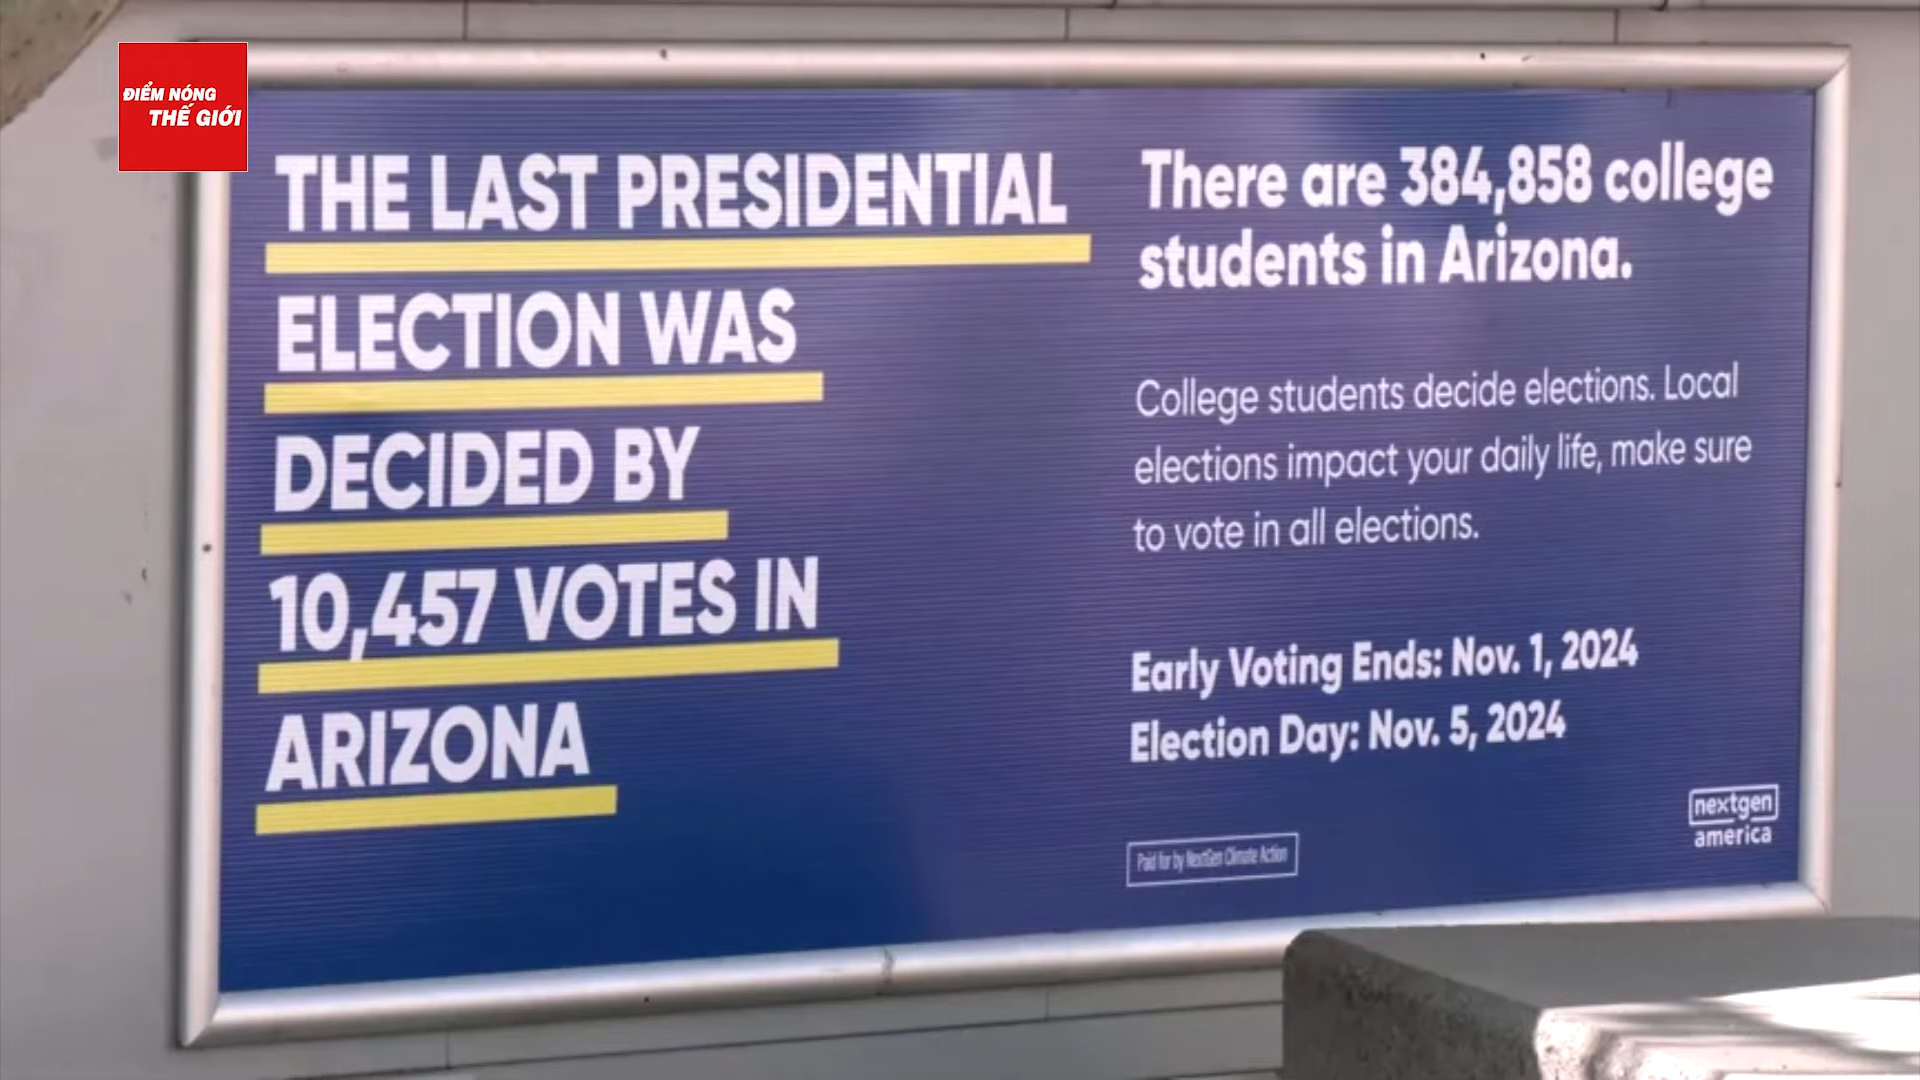 ĐIỂM NÓNG
THẾ GIỚI
THE LAST PRESIDENTIAL
ELECTION WAS
DECIDED BY
10,457 VOTES IN
ARIZONA
There are 384,858 college
students in Arizona.
College students decide elections. Local
elections impact your daily life, make sure
to vote in all elections.
Early Voting Ends: Nov. 1, 2024
Election Day: Nov. 5, 2024
Paid for by NextGen Climate Action
nextgen
america